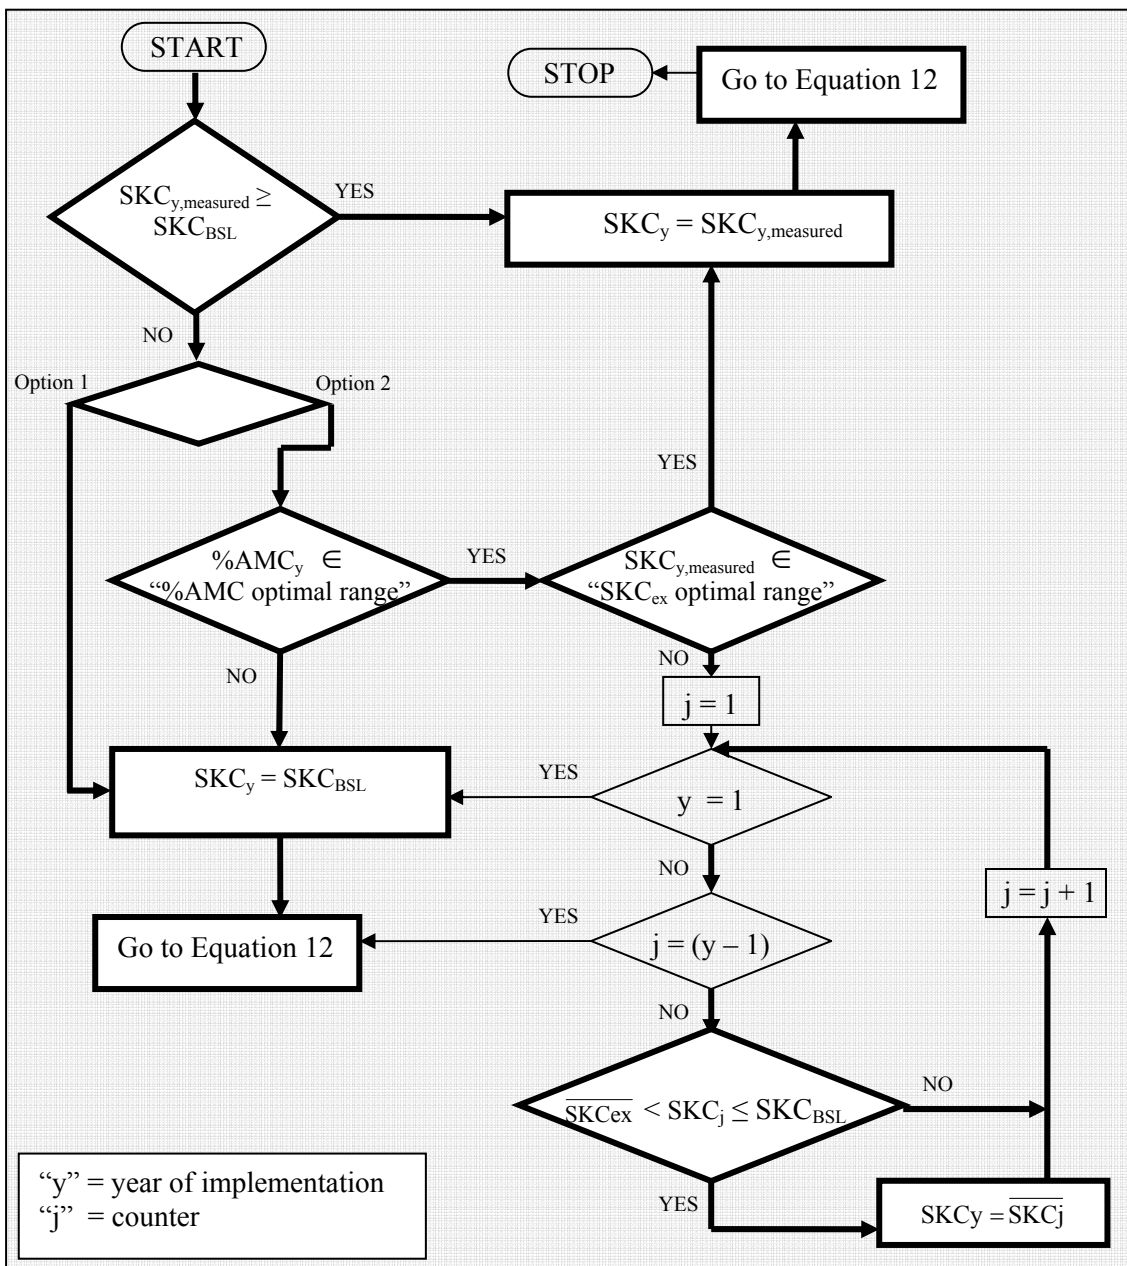 START
STOP
Go to Equation 12
SKCy,measured ≥
SKCBSL
YES
SKCy = SKCy,measured
NO
Option 1
Option 2
YES
%AMCy ∈
“%AMC optimal range”
YES
SKCy,measured ∈
“SKCex optimal range”
NO
NO
j = 1
SKCy = SKCBSL
YES
y = 1
NO
j = j + 1
Go to Equation 12
YES
j = (y – 1)
NO
S̅K̅C̅e̅x̅ < SKCj ≤ SKCBSL
NO
YES
SKCy = S̅K̅C̅j̅
“y” = year of implementation
“j” = counter